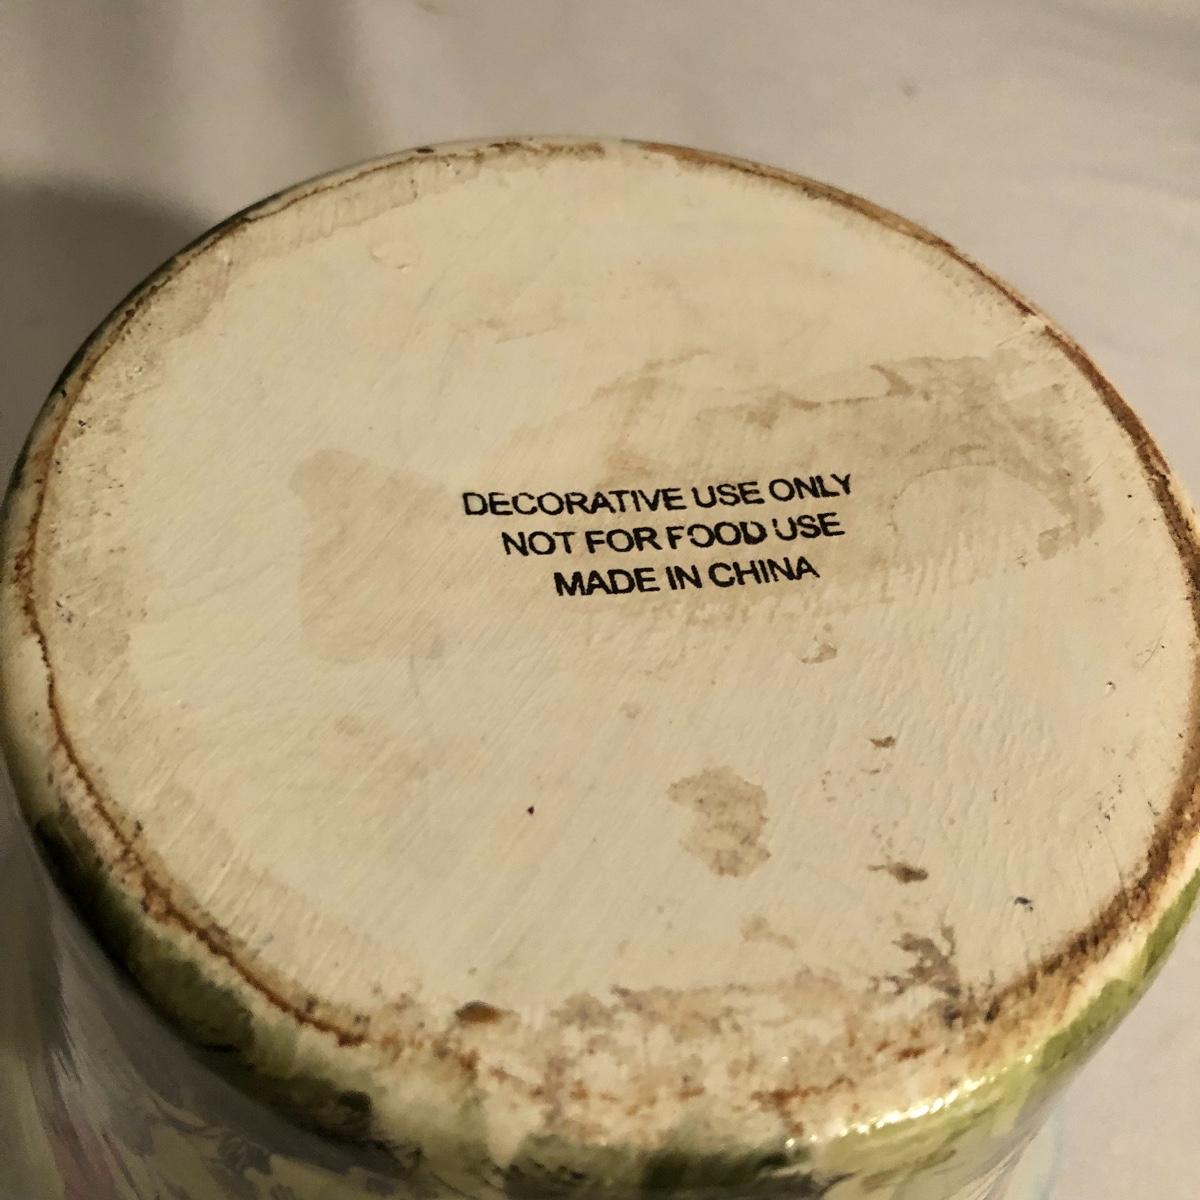 DECORATIVE USE ONLY
NOT FOR FOOD USE
MADE IN CHINA